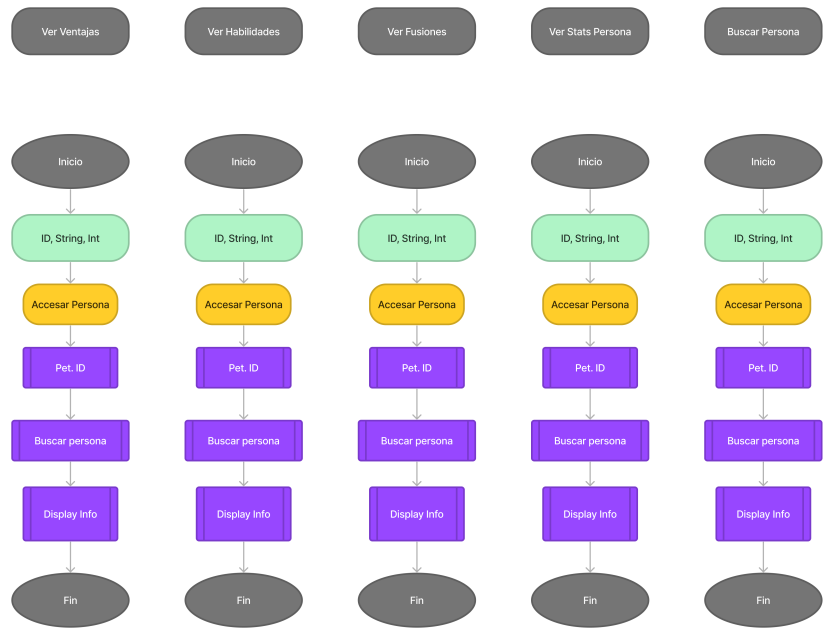 Ver Ventajas
Ver Habilidades
Ver Fusiones
Ver Stats Persona
Buscar Persona
Inicio
Inicio
Inicio
Inicio
Inicio
ID, String, Int
ID, String, Int
ID, String, Int
ID, String, Int
ID, String, Int
Accesar Persona
Accesar Persona
Accesar Persona
Accesar Persona
Accesar Persona
Pet. ID
Pet. ID
Pet. ID
Pet. ID
Pet. ID
Buscar persona
Buscar persona
Buscar persona
Buscar persona
Buscar persona
Display Info
Display Info
Display Info
Display Info
Display Info
Fin
Fin
Fin
Fin
Fin